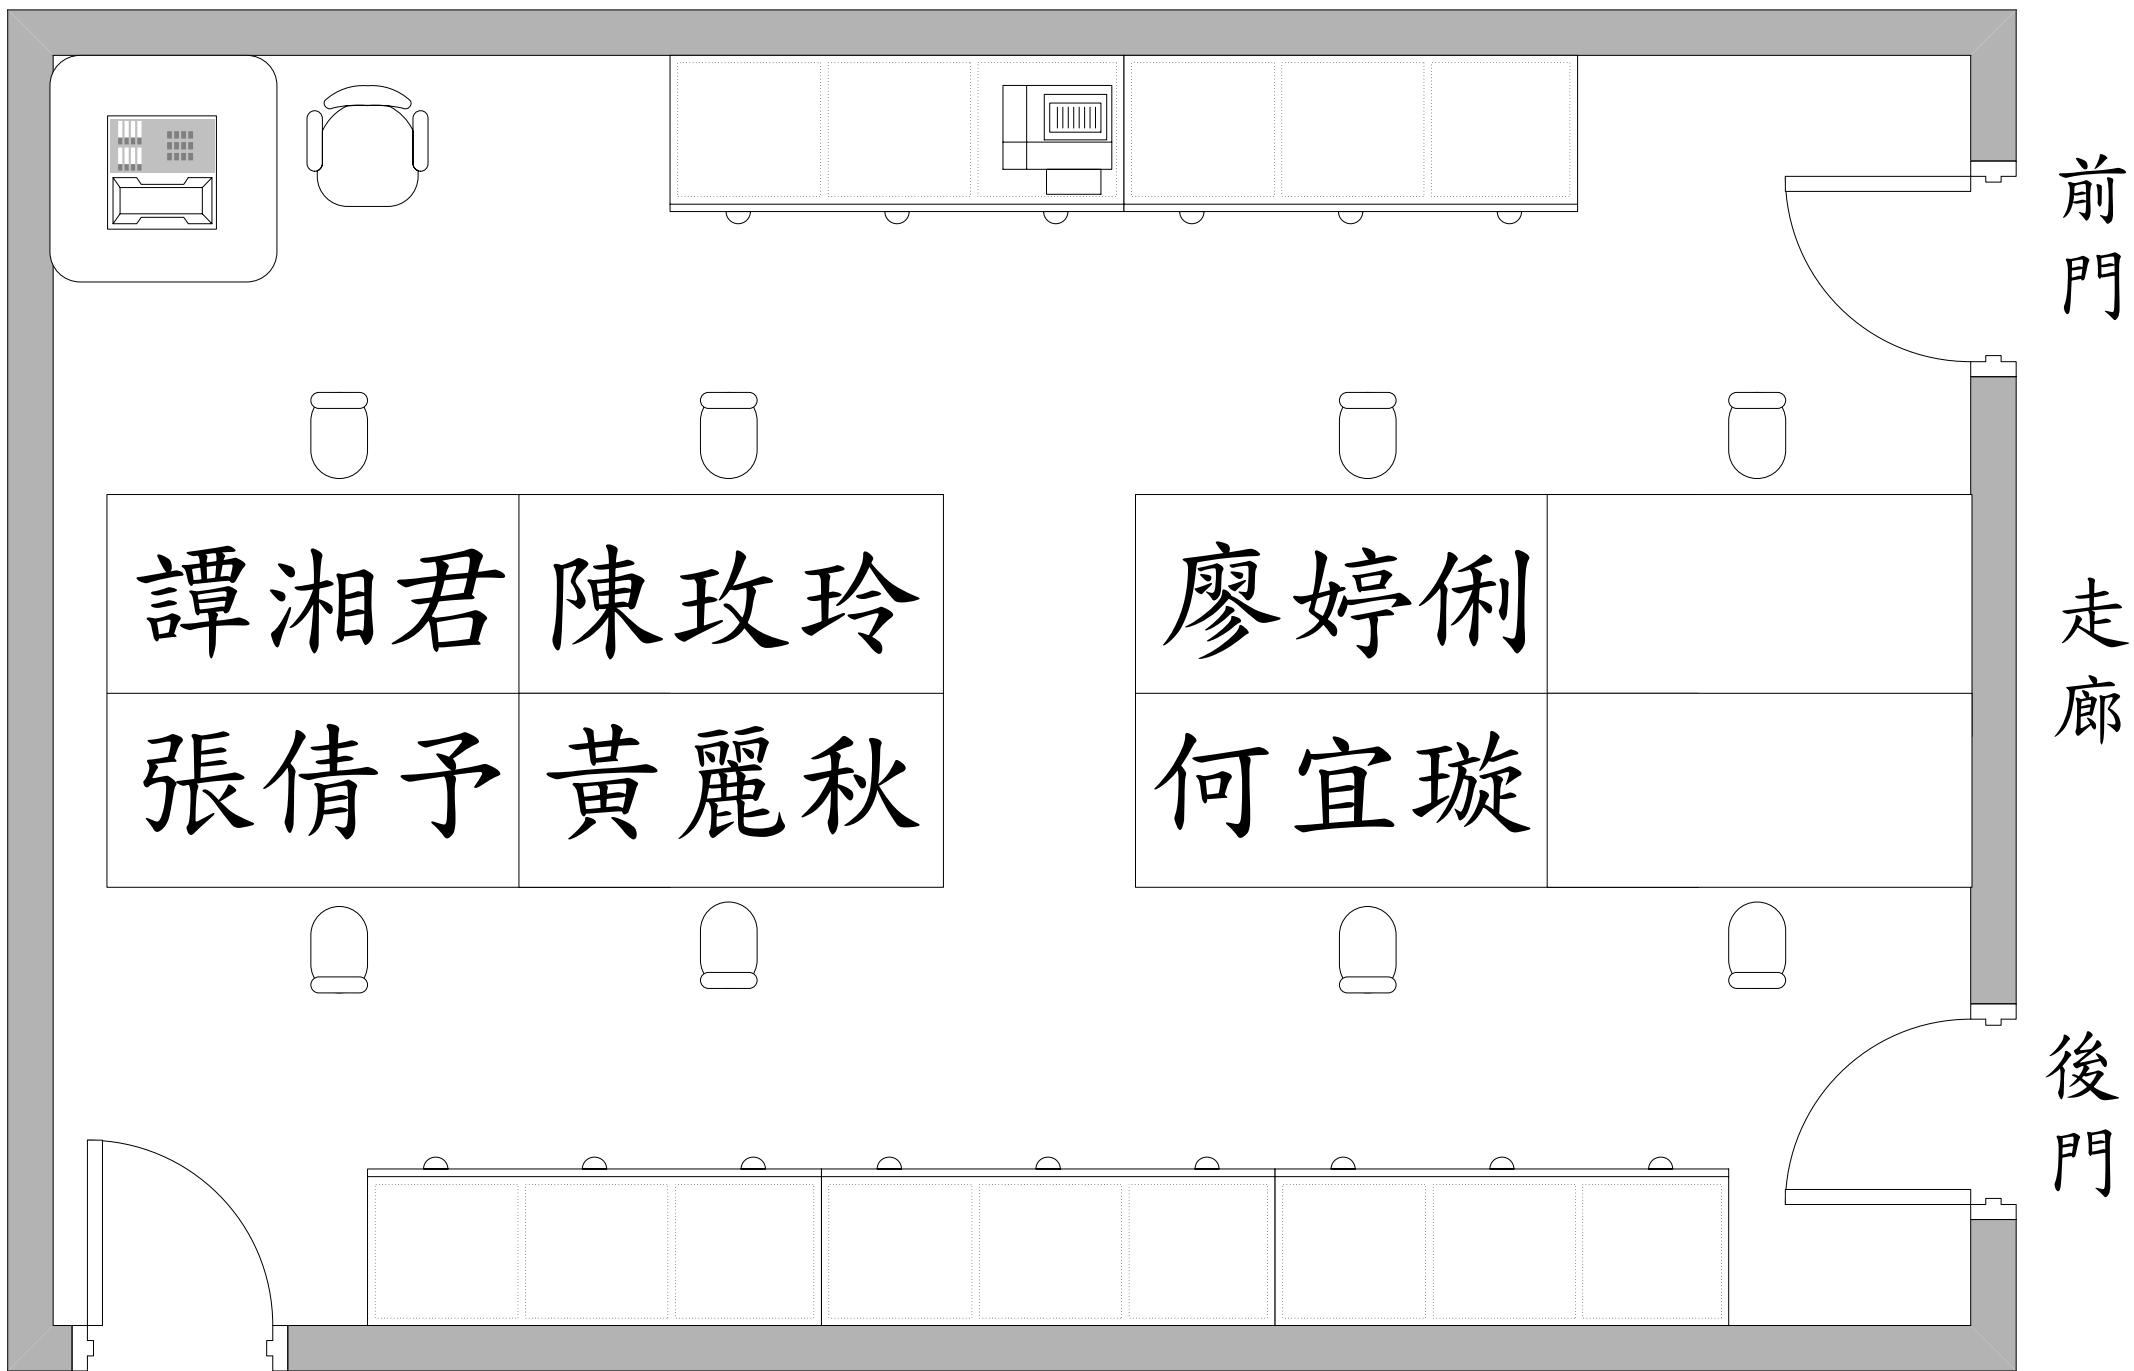 前門
譚湘君 陳玫玲 廖婷俐
走廊
張倩予 黃麗秋 何宜璇
後門